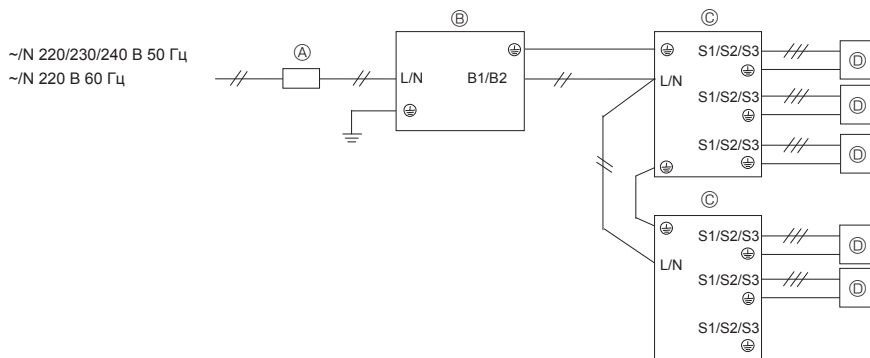 ~/N 220/230/240 В 50 Гц
~/N 220 В 60 Гц
Ⓐ
Ⓑ
L/N
B1/B2
Ⓒ
L/N
S1/S2/S3
Ⓓ
S1/S2/S3
Ⓓ
S1/S2/S3
Ⓓ
Ⓒ
L/N
S1/S2/S3
Ⓓ
S1/S2/S3
Ⓓ
S1/S2/S3